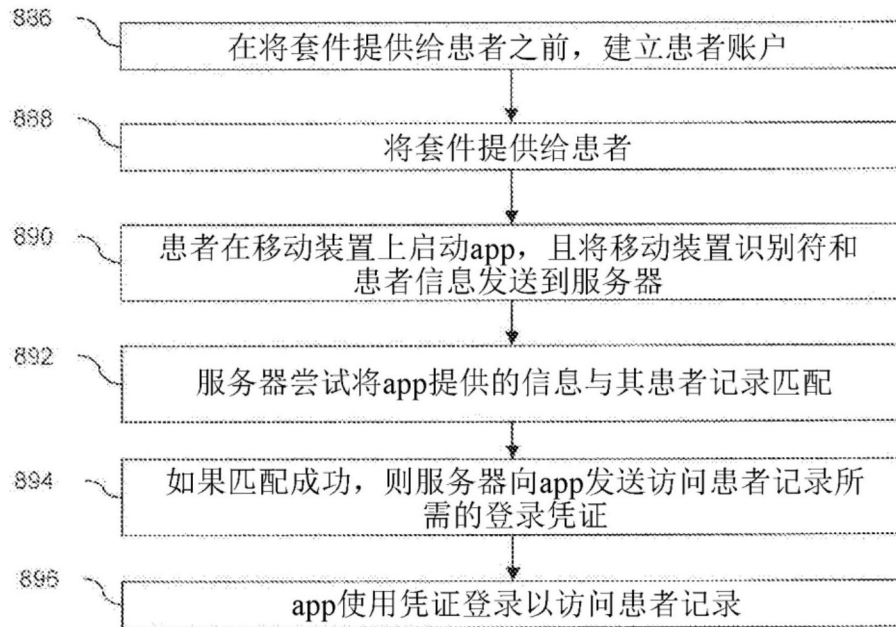 886
在将套件提供给患者之前，建立患者账户
888
将套件提供给患者
890
患者在移动装置上启动app，且将移动装置识别符和
患者信息发送到服务器
892
服务器尝试将app提供的信息与其患者记录匹配
894
如果匹配成功，则服务器向app发送访问患者记录所
需的登录凭证
896
app使用凭证登录以访问患者记录